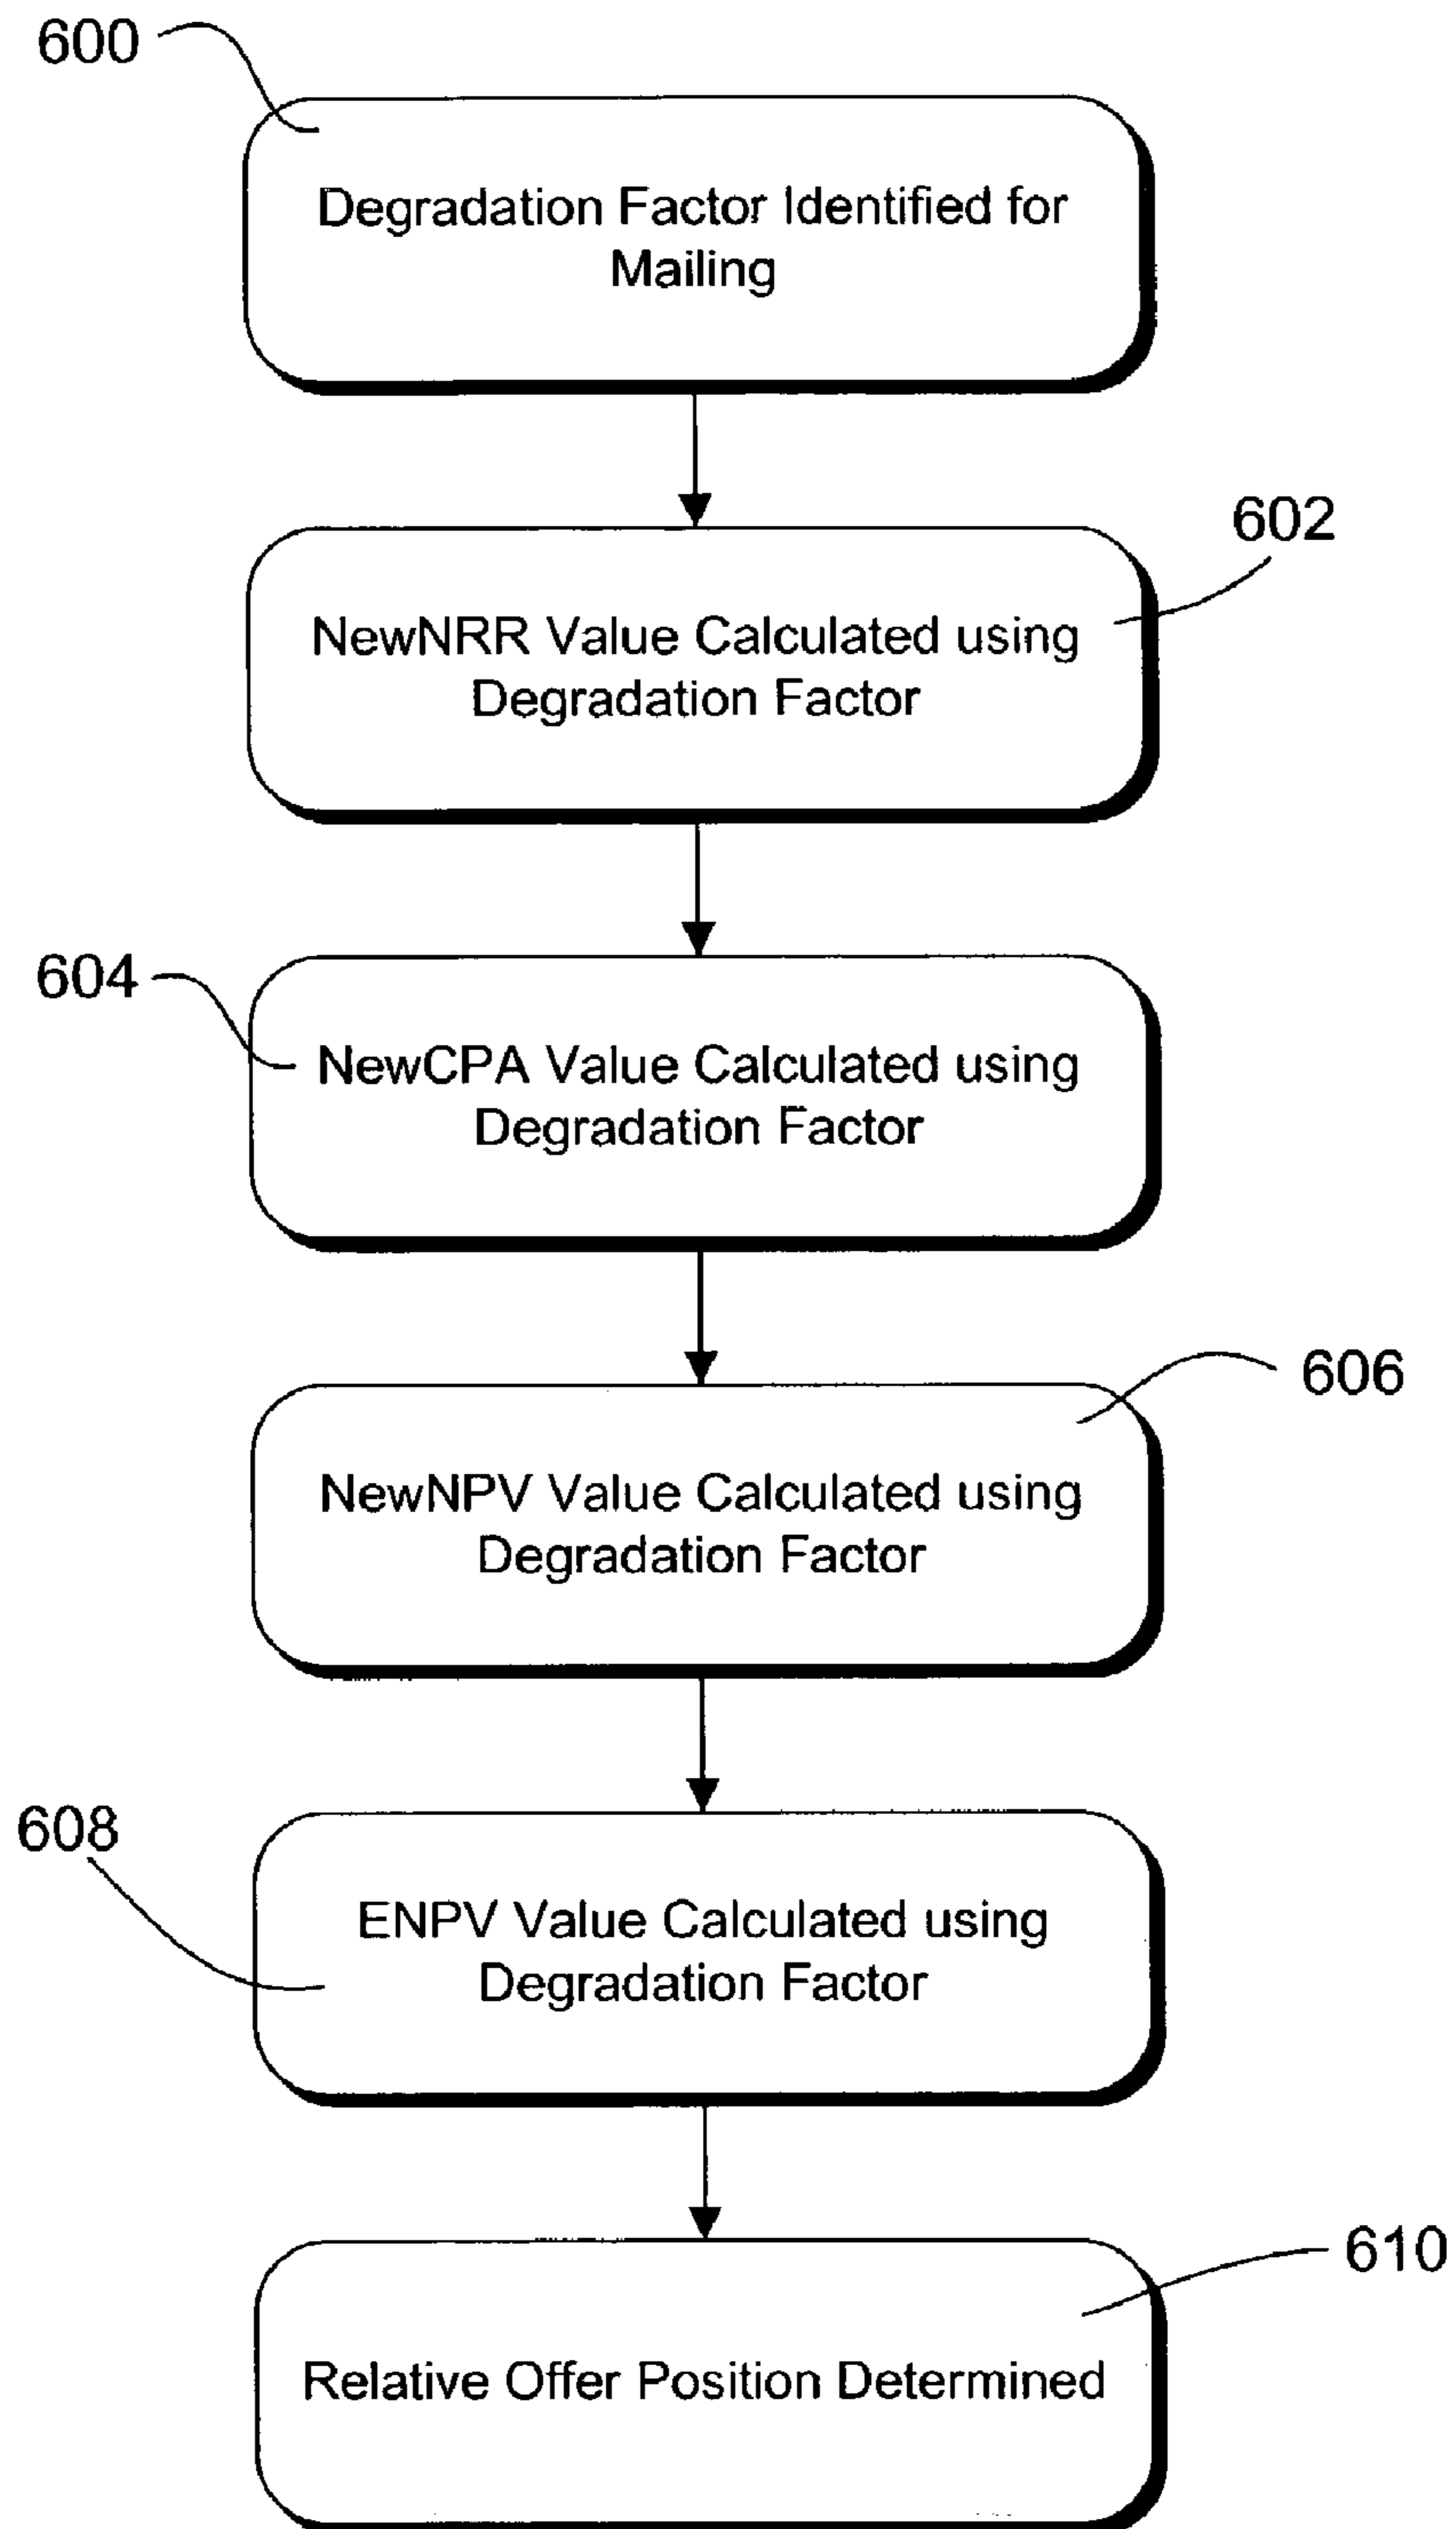 600
Degradation Factor Identified for
Mailing
602
NewNRR Value Calculated using
Degradation Factor
604
NewCPA Value Calculated using
Degradation Factor
606
NewNPV Value Calculated using
Degradation Factor
608
ENPV Value Calculated using
Degradation Factor
610
Relative Offer Position Determined